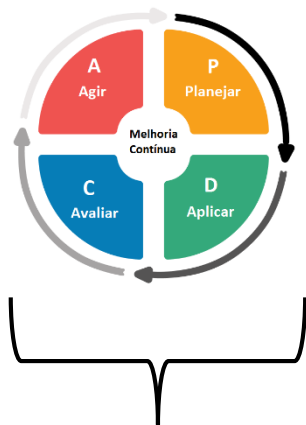 A
Agir
P
Planejar
Melhoria
Contínua
C
Avaliar
D
Aplicar